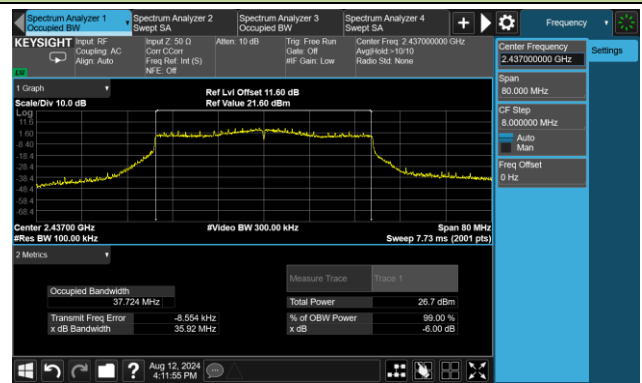 Spectrum Analyzer 1
Occupied BW
Spectrum Analyzer 2
Swept SA
Spectrum Analyzer 3
Occupied BW
Spectrum Analyzer 4
Swept SA
Frequency
KEYSIGHT
Input: RF
Coupling: AC
Align: Auto
Input Z: 50 Ω
Corr CCorr
Freq Ref: Int (S)
NFE: Off
Atten: 10 dB
Trig: Free Run
Gate: Off
#IF Gain: Low
Center Freq: 2.437000000 GHz
Avg|Hold:>10/10
Radio Std: None
LXI
Center Frequency
2.437000000 GHz
Settings
Span
80.000 MHz
CF Step
8.000000 MHz
Auto
Man
Freq Offset
0 Hz
1 Graph
Scale/Div 10.0 dB
Ref Lvl Offset 11.60 dB
Ref Value 21.60 dBm
Log
11.6
1.60
-8.40
-18.4
-28.4
-38.4
-48.4
-58.4
-68.4
Center 2.43700 GHz
#Video BW 300.00 kHz
Span 80 MHz
#Res BW 100.00 kHz
Sweep 7.73 ms (2001 pts)
2 Metrics
Measure Trace
Trace 1
Occupied Bandwidth
37.724 MHz
Total Power
26.7 dBm
Transmit Freq Error
-8.554 kHz
% of OBW Power
99.00 %
x dB Bandwidth
35.92 MHz
x dB
-6.00 dB
?
Aug 12, 2024
4:11:55 PM